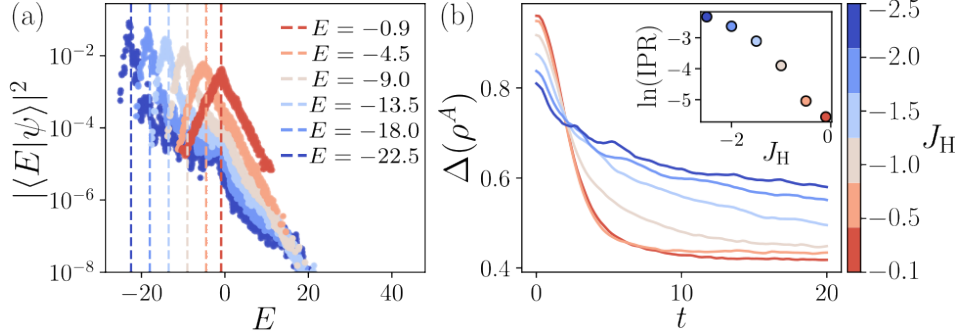 (a)
|⟨E|ψ⟩|²
10⁻²
10⁻⁴
10⁻⁶
10⁻⁸
E = −0.9
E = −4.5
E = −9.0
E = −13.5
E = −18.0
E = −22.5
−20 0 20 40
E
(b)
Δ(ρᴬ)
0.8
0.6
0.4
0 10 20
t
ln(IPR)
−3
−4
−5
−2 0
J_H
−2.5
−2.0
−1.5
−1.0
−0.5
−0.1
J_H